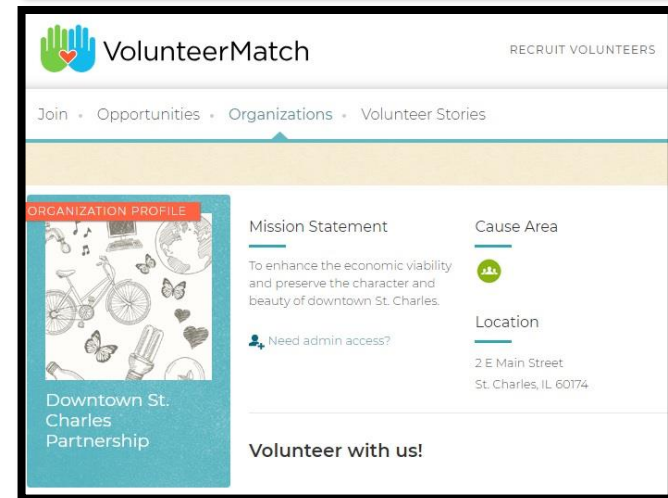 VolunteerMatch
RECRUIT VOLUNTEERS
Join • Opportunities • Organizations • Volunteer Stories
ORGANIZATION PROFILE
Downtown St.
Charles
Partnership
Mission Statement
To enhance the economic viability
and preserve the character and
beauty of downtown St. Charles.
Need admin access?
Cause Area
Location
2 E Main Street
St. Charles, IL 60174
Volunteer with us!